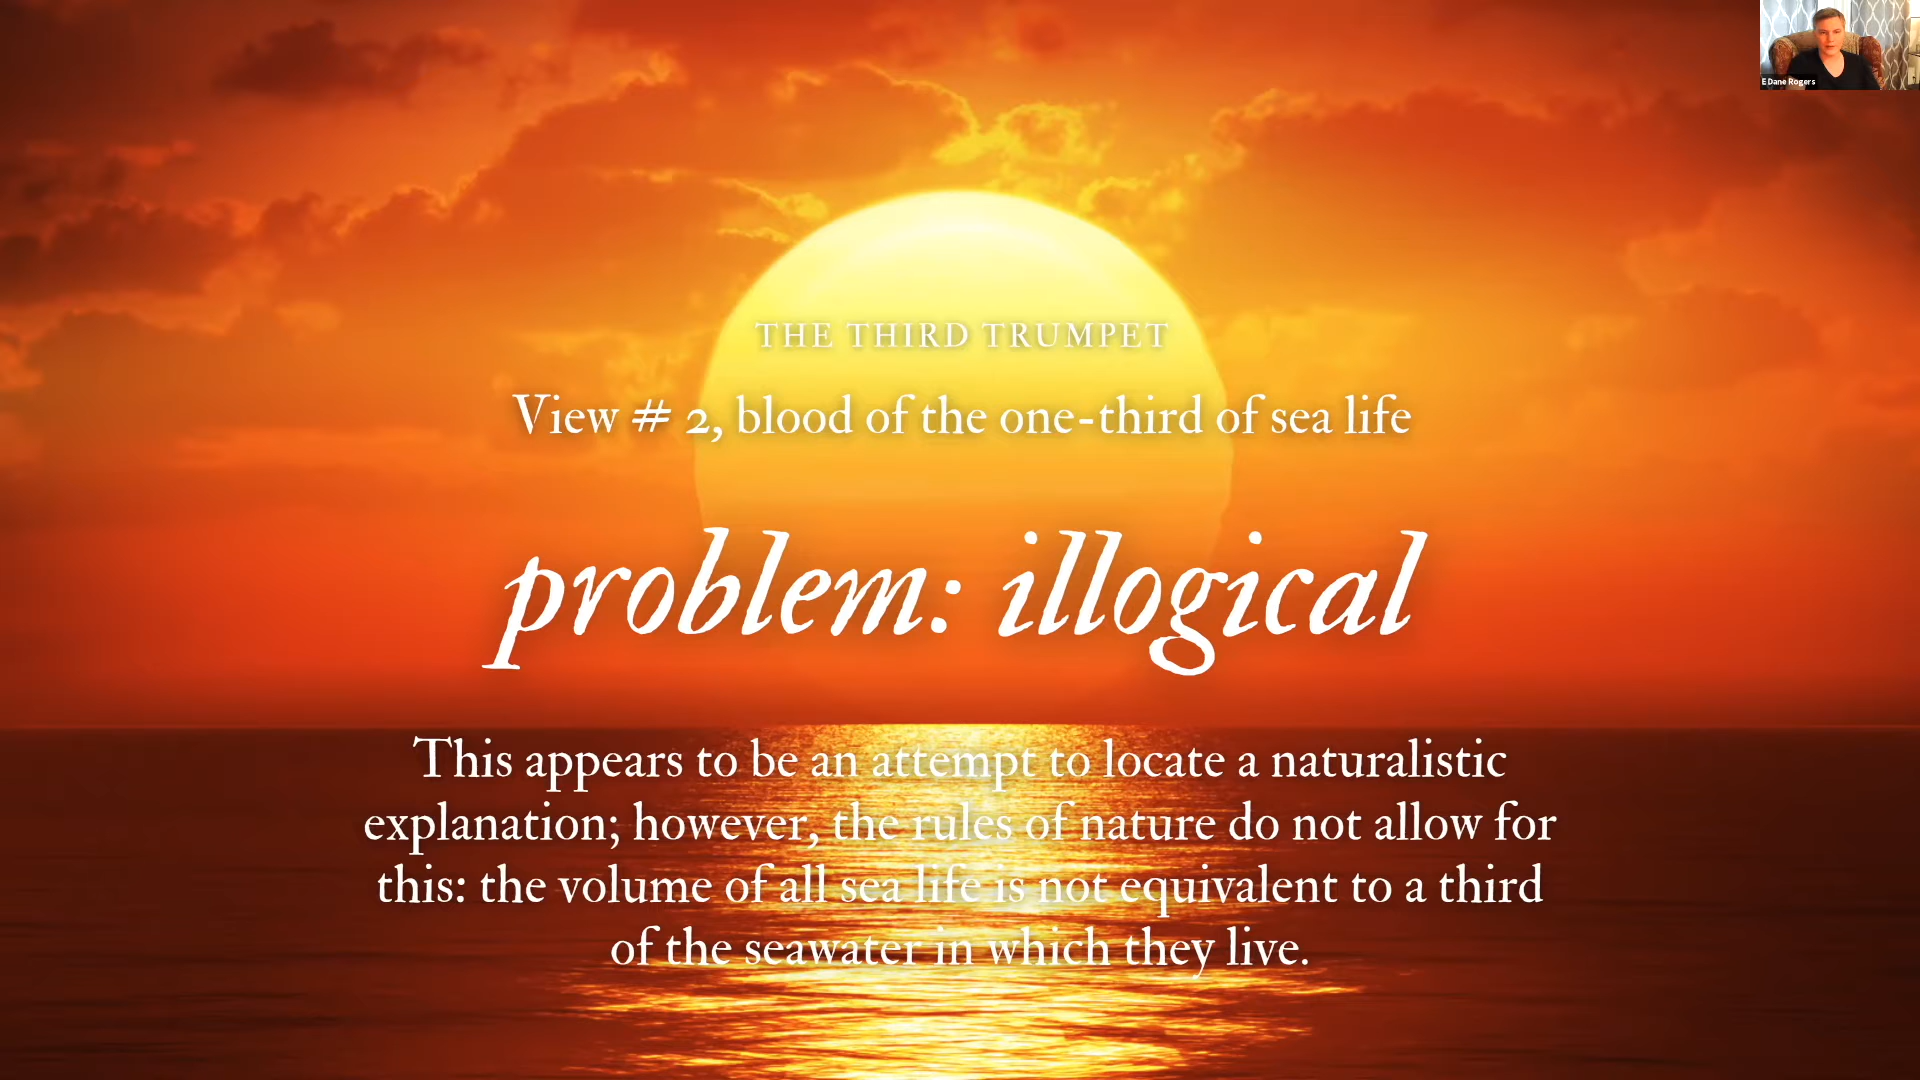 E Dane Rogers
THE THIRD TRUMPET
View # 2, blood of the one-third of sea life
problem: illogical
This appears to be an attempt to locate a naturalistic
explanation; however, the rules of nature do not allow for
this: the volume of all sea life is not equivalent to a third
of the seawater in which they live.